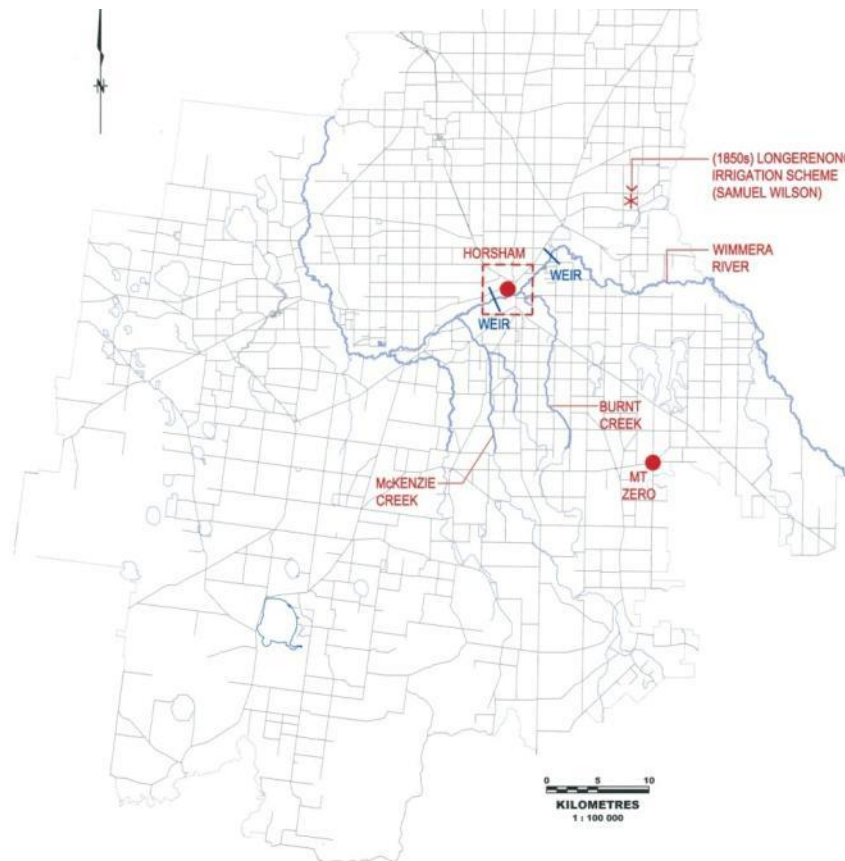 N
(1850s) LONGERENONG
IRRIGATION SCHEME
(SAMUEL WILSON)
HORSHAM
WEIR
WIMMERA
RIVER
WEIR
BURNT
CREEK
McKENZIE
CREEK
MT
ZERO
0 5 10
KILOMETRES
1 : 100 000